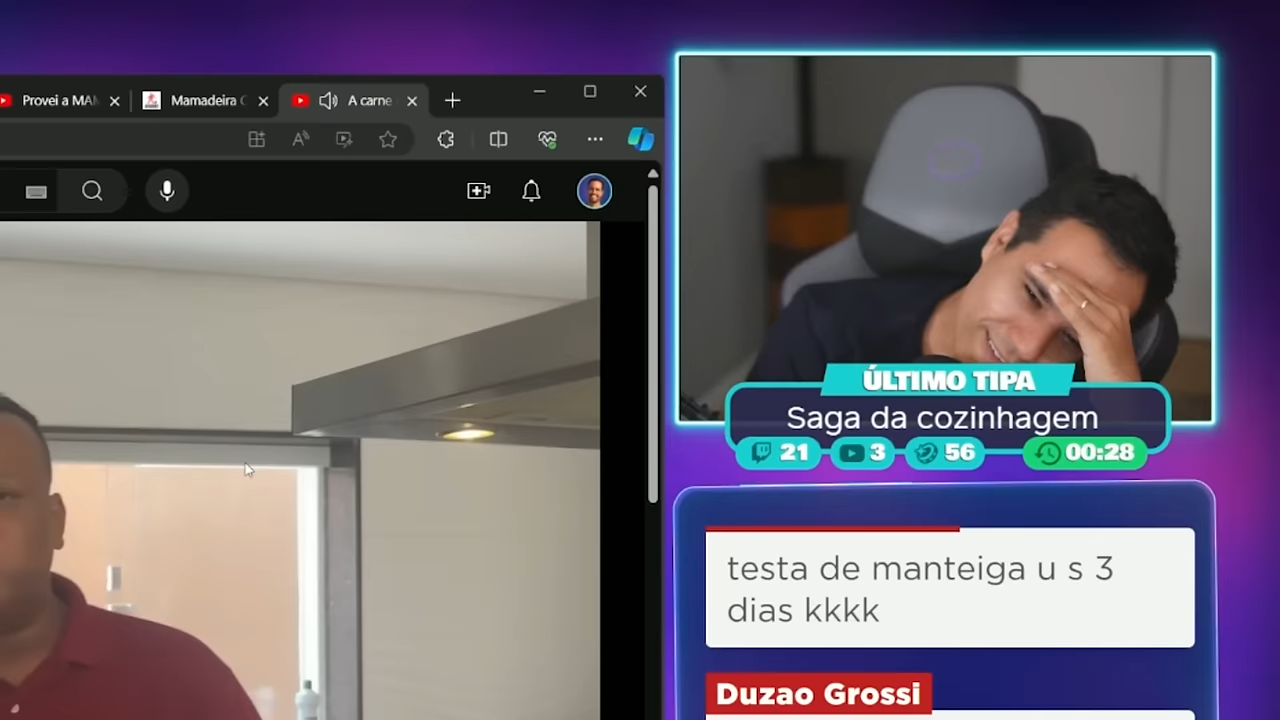 Provei a MAM
Mamadeira C
A carne
ÚLTIMO TIPA
Saga da cozinhagem
21
3
56
00:28
testa de manteiga u s 3
dias kkkk
Duzao Grossi